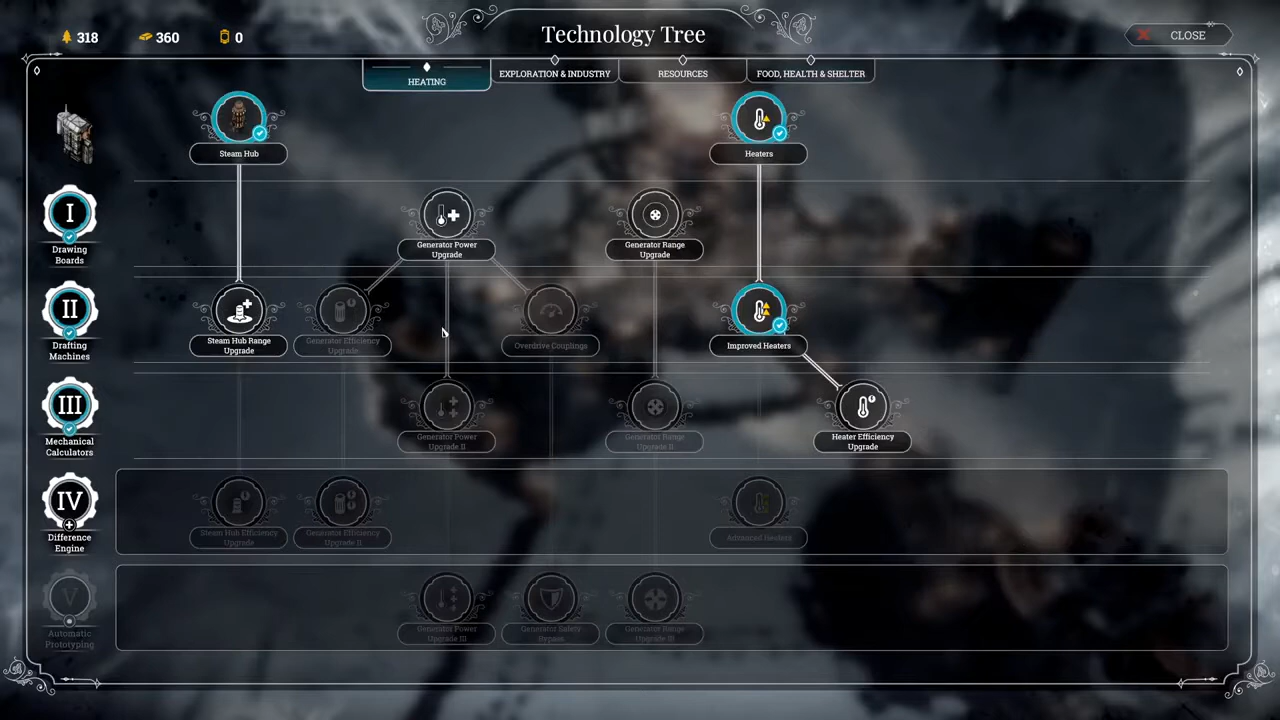 318
360
0
Technology Tree
CLOSE
HEATING
EXPLORATION & INDUSTRY
RESOURCES
FOOD, HEALTH & SHELTER
Steam Hub
Heaters
I
Drawing
Boards
Generator Power
Upgrade
Generator Range
Upgrade
II
Drafting
Machines
Steam Hub Range
Upgrade
Generator Efficiency
Upgrade
Overdrive Couplings
Improved Heaters
III
Mechanical
Calculators
Generator Power
Upgrade II
Generator Range
Upgrade II
Heater Efficiency
Upgrade
IV
Difference
Engine
Steam Hub Efficiency
Upgrade
Generator Efficiency
Upgrade II
Advanced Heaters
V
Automatic
Prototyping
Generator Power
Upgrade III
Generator Safety
Bypass
Generator Range
Upgrade III